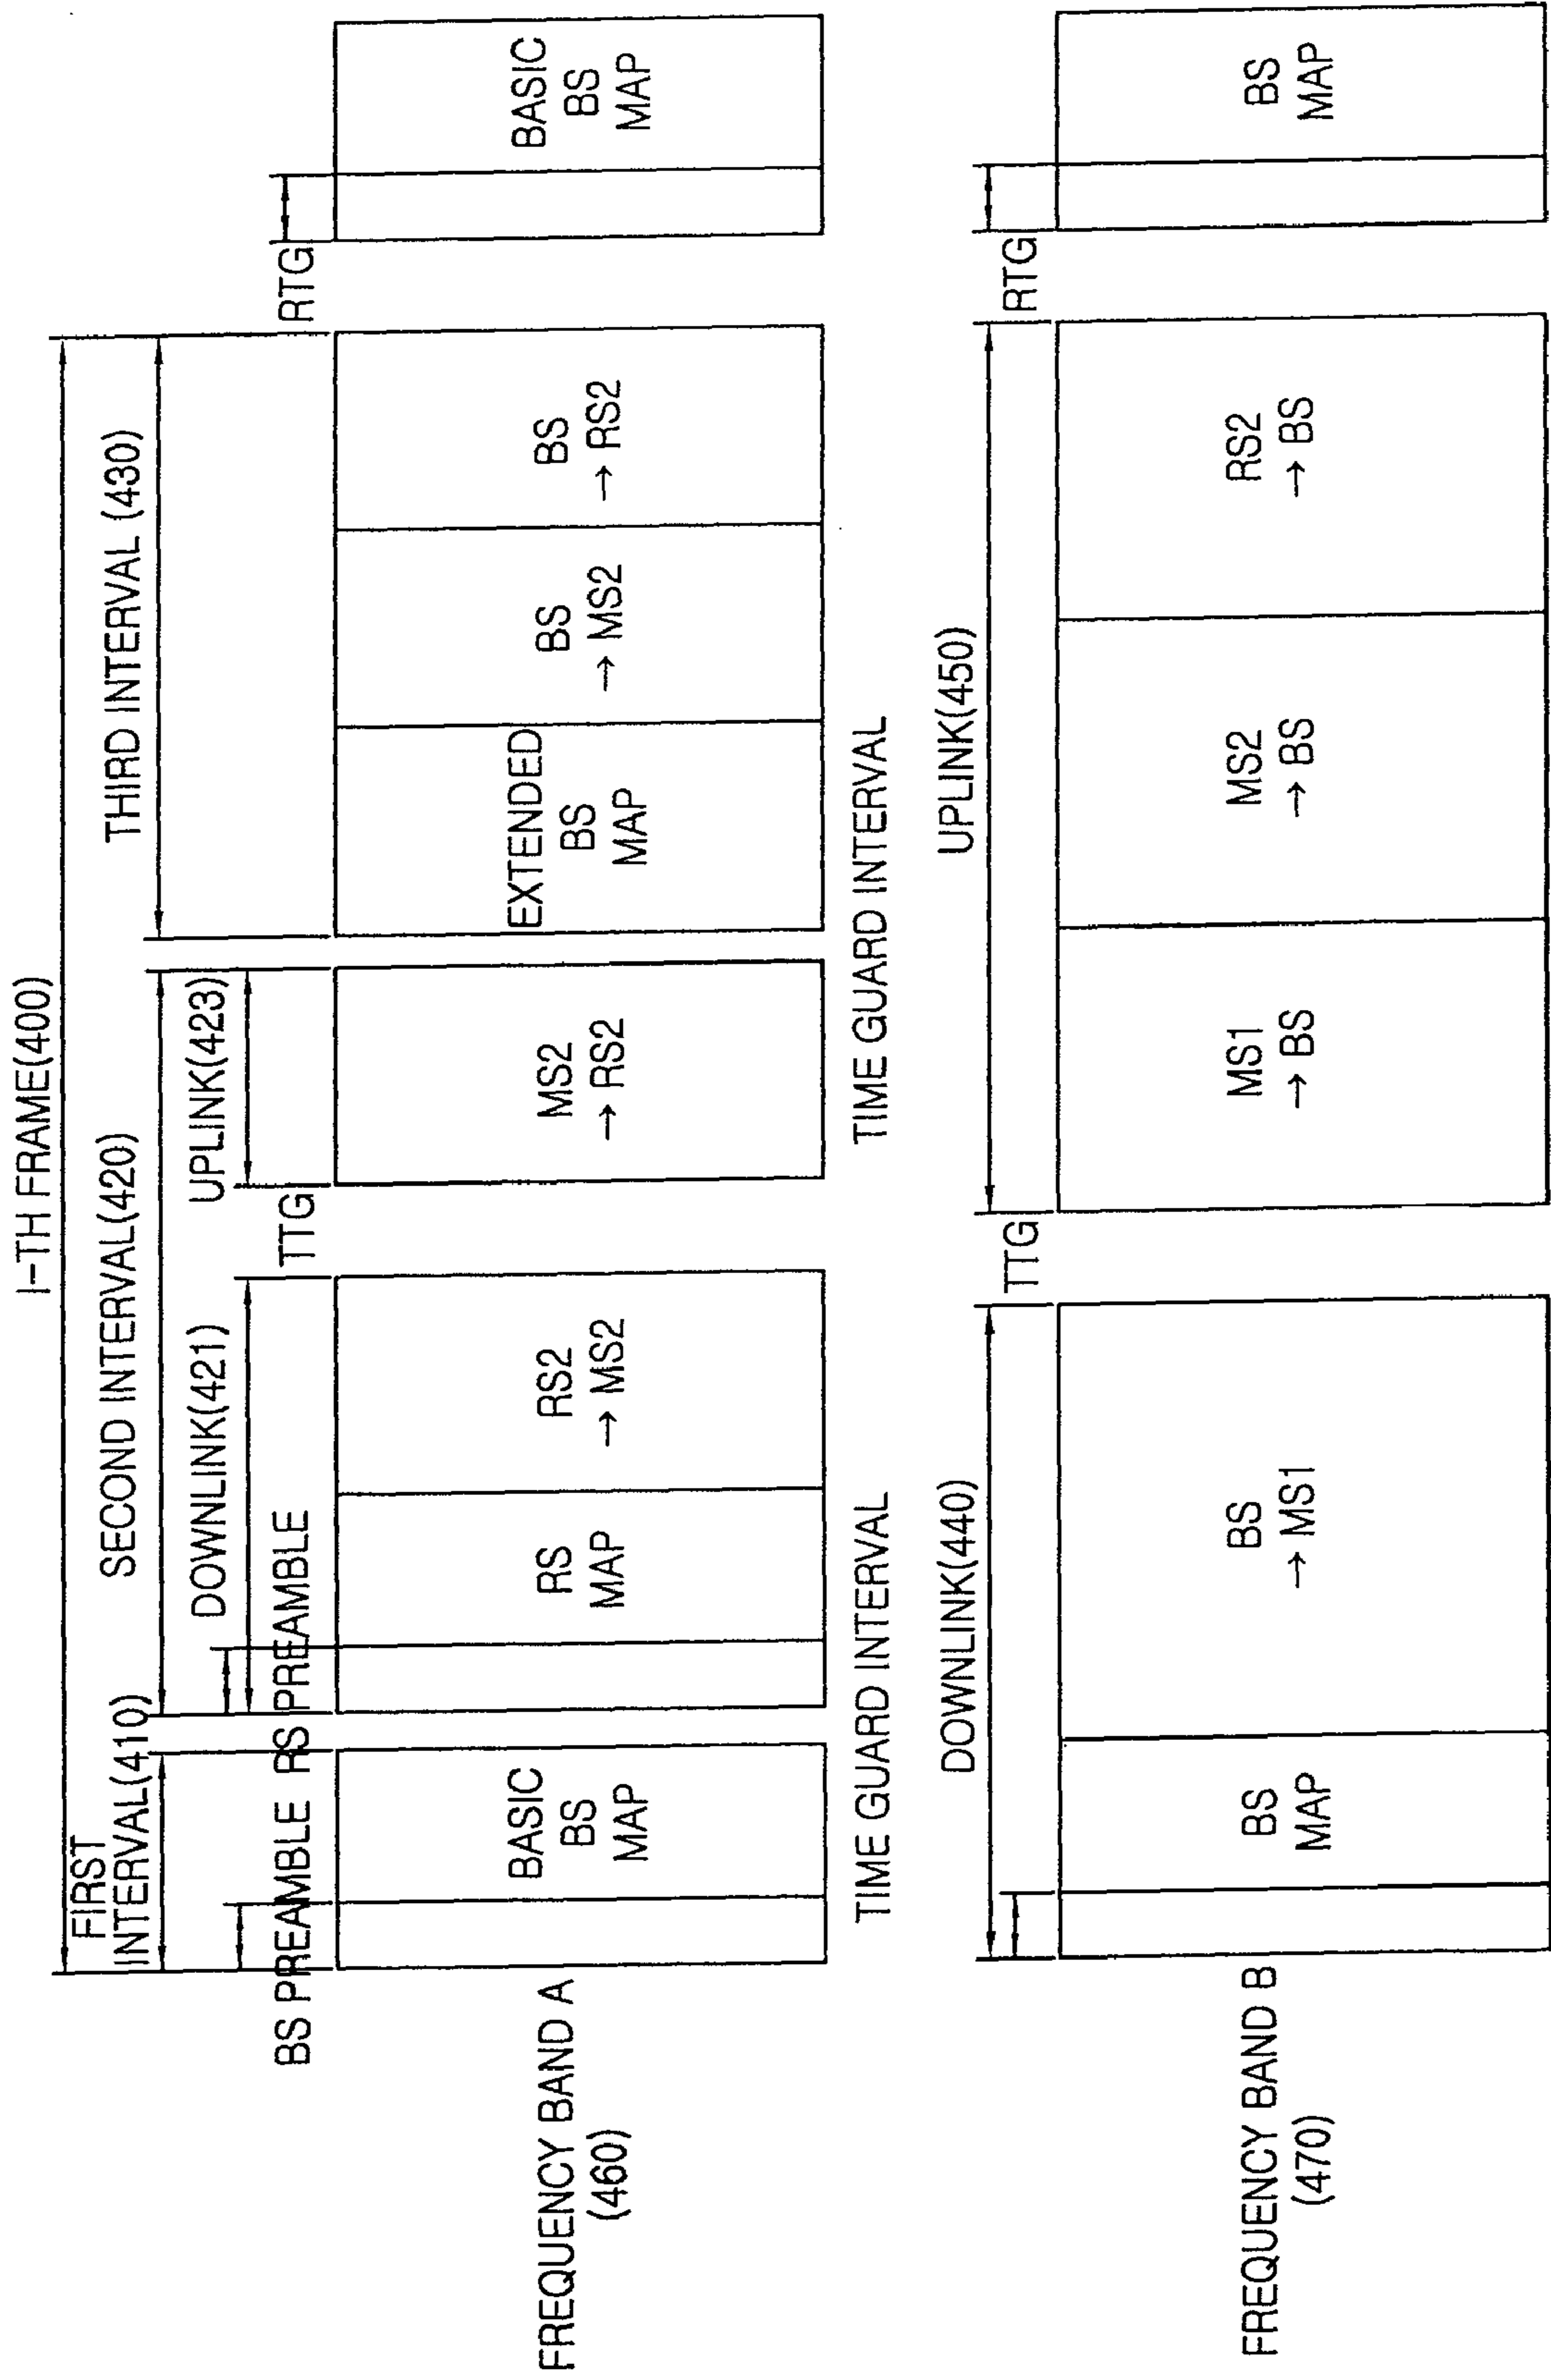 I-TH FRAME(400)
FIRST
INTERVAL(410)
SECOND INTERVAL(420)
THIRD INTERVAL (430)
DOWNLINK(421)
UPLINK(423)
BS PREAMBLE
RS PREAMBLE
TTG
RTG
FREQUENCY BAND A
(460)
BASIC
BS
MAP
RS
MAP
RS2
→ MS2
MS2
→ RS2
EXTENDED
BS
MAP
BS
→ MS2
BS
→ RS2
BASIC
BS
MAP
TIME GUARD INTERVAL
TIME GUARD INTERVAL
DOWNLINK(440)
TTG
UPLINK(450)
RTG
FREQUENCY BAND B
(470)
BS
MAP
BS
→ MS1
MS1
→ BS
MS2
→ BS
RS2
→ BS
BS
MAP